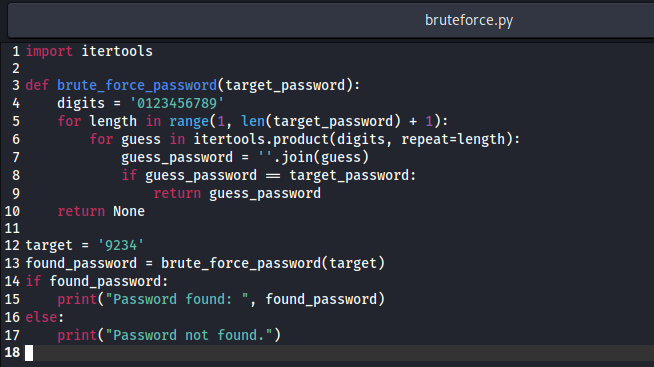 bruteforce.py
1 import itertools
2
3 def brute_force_password(target_password):
4     digits = '0123456789'
5     for length in range(1, len(target_password) + 1):
6         for guess in itertools.product(digits, repeat=length):
7             guess_password = ''.join(guess)
8             if guess_password == target_password:
9                 return guess_password
10     return None
11
12 target = '9234'
13 found_password = brute_force_password(target)
14 if found_password:
15     print("Password found: ", found_password)
16 else:
17     print("Password not found.")
18